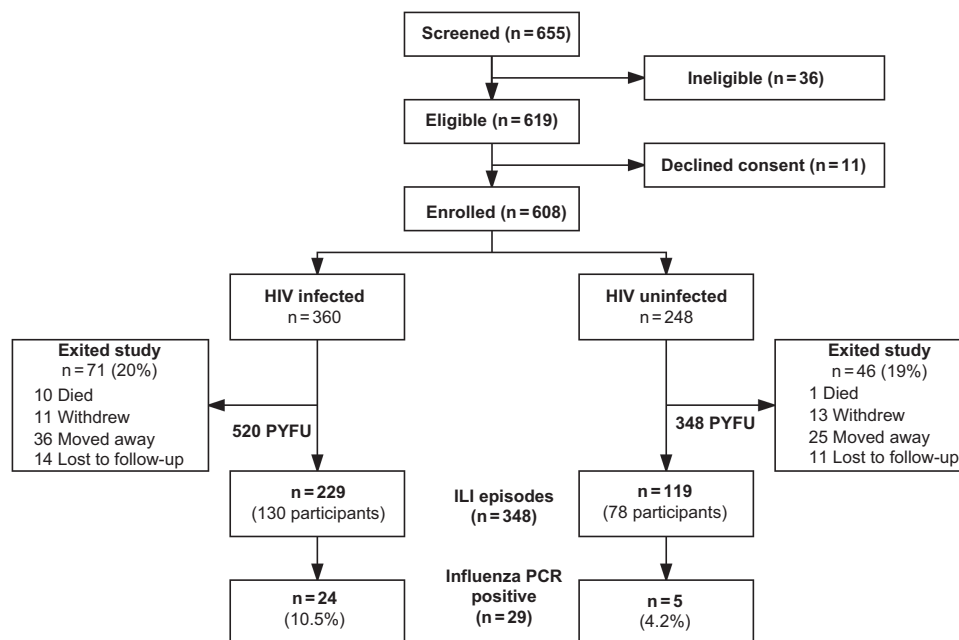 Screened (n = 655)
Ineligible (n = 36)
Eligible (n = 619)
Declined consent (n = 11)
Enrolled (n = 608)
HIV infected
n = 360
HIV uninfected
n = 248
Exited study
n = 71 (20%)
10 Died
11 Withdrew
36 Moved away
14 Lost to follow-up
520 PYFU
348 PYFU
Exited study
n = 46 (19%)
1 Died
13 Withdrew
25 Moved away
11 Lost to follow-up
n = 229
(130 participants)
ILI episodes
(n = 348)
n = 119
(78 participants)
n = 24
(10.5%)
Influenza PCR
positive
(n = 29)
n = 5
(4.2%)